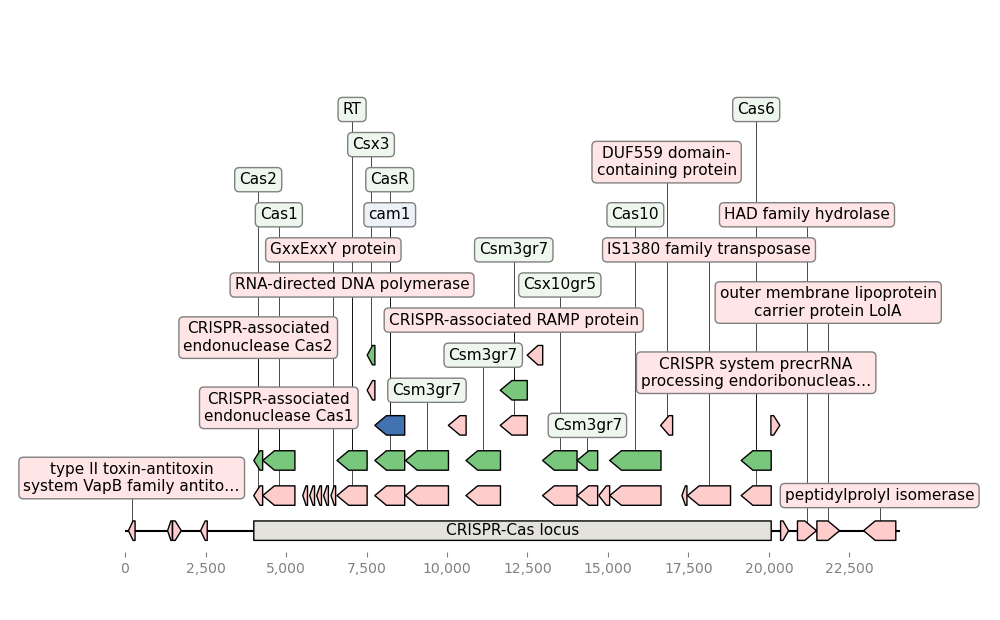 RT
Cas6
Csx3
DUF559 domain-
containing protein
Cas2
CasR
Cas1
cam1
Cas10
HAD family hydrolase
GxxExxY protein
Csm3gr7
IS1380 family transposase
RNA-directed DNA polymerase
Csx10gr5
outer membrane lipoprotein
carrier protein LolA
CRISPR-associated RAMP protein
CRISPR-associated
endonuclease Cas2
Csm3gr7
CRISPR system precrRNA
processing endoribonucleas…
Csm3gr7
CRISPR-associated
endonuclease Cas1
Csm3gr7
type II toxin-antitoxin
system VapB family antito…
peptidylprolyl isomerase
CRISPR-Cas locus
0 2,500 5,000 7,500 10,000 12,500 15,000 17,500 20,000 22,500